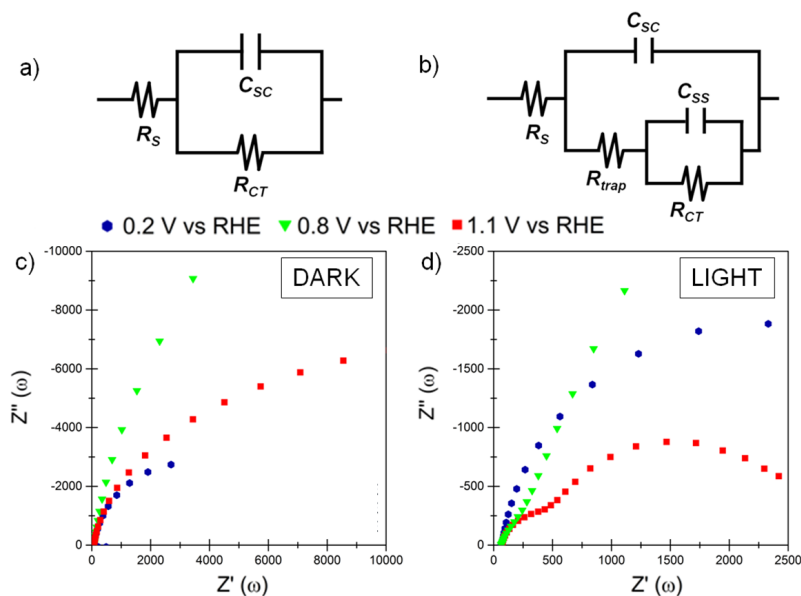 a)
C_SC
R_S
R_CT
b)
C_SC
C_SS
R_S
R_trap
R_CT
0.2 V vs RHE 0.8 V vs RHE 1.1 V vs RHE
c)
DARK
-10000
-8000
-6000
-4000
-2000
0
Z'' (ω)
0 2000 4000 6000 8000 10000
Z' (ω)
d)
LIGHT
-2500
-2000
-1500
-1000
-500
0
Z'' (ω)
0 500 1000 1500 2000 2500
Z' (ω)